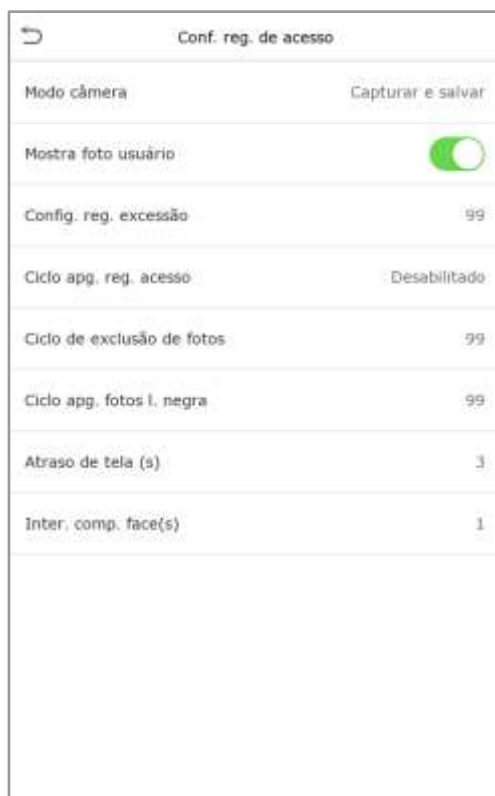 Conf. reg. de acesso
Modo câmera Capturar e salvar
Mostra foto usuário
Config. reg. excessão 99
Ciclo apg. reg. acesso Desabilitado
Ciclo de exclusão de fotos 99
Ciclo apg. fotos l. negra 99
Atraso de tela (s) 3
Inter. comp. face(s) 1